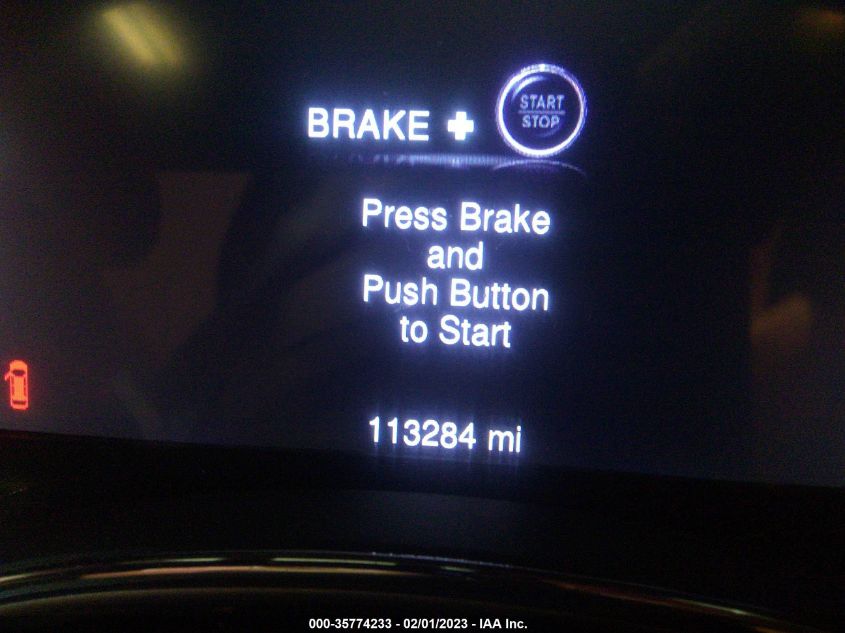 BRAKE +
START
STOP
Press Brake
and
Push Button
to Start
113284 mi
000-35774233 - 02/01/2023 - IAA Inc.